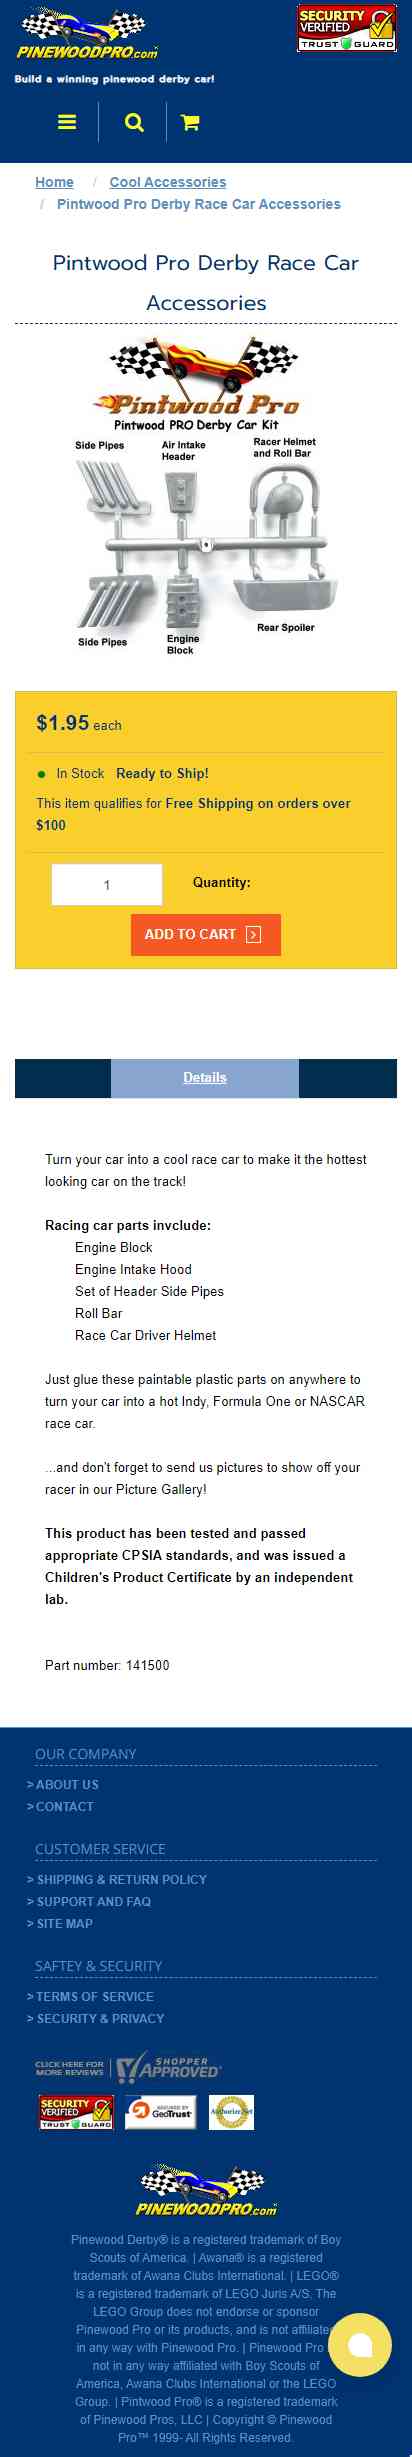 PINEWOODPRO.com
SECURITY
VERIFIED
TRUST GUARD
Build a winning pinewood derby car!
Home / Cool Accessories
/ Pintwood Pro Derby Race Car Accessories
Pintwood Pro Derby Race Car
Accessories
Pintwood Pro
Pintwood PRO Derby Car Kit
Side Pipes
Air Intake
Header
Racer Helmet
and Roll Bar
Side Pipes
Engine
Block
Rear Spoiler
$1.95 each
In Stock Ready to Ship!
This item qualifies for Free Shipping on orders over
$100
1 Quantity:
ADD TO CART
Details
Turn your car into a cool race car to make it the hottest
looking car on the track!
Racing car parts invclude:
Engine Block
Engine Intake Hood
Set of Header Side Pipes
Roll Bar
Race Car Driver Helmet
Just glue these paintable plastic parts on anywhere to
turn your car into a hot Indy, Formula One or NASCAR
race car.
...and don't forget to send us pictures to show off your
racer in our Picture Gallery!
This product has been tested and passed
appropriate CPSIA standards, and was issued a
Children's Product Certificate by an independent
lab.
Part number: 141500
OUR COMPANY
> ABOUT US
> CONTACT
CUSTOMER SERVICE
> SHIPPING & RETURN POLICY
> SUPPORT AND FAQ
> SITE MAP
SAFTEY & SECURITY
> TERMS OF SERVICE
> SECURITY & PRIVACY
CLICK HERE FOR
MORE REVIEWS
SHOPPER
APPROVED
SECURITY
VERIFIED
TRUST GUARD
SECURED BY
GeoTrust
Authorize.Net
PINEWOODPRO.com
Pinewood Derby® is a registered trademark of Boy
Scouts of America. | Awana® is a registered
trademark of Awana Clubs International. | LEGO®
is a registered trademark of LEGO Juris A/S. The
LEGO Group does not endorse or sponsor
Pinewood Pro or its products, and is not affiliated
in any way with Pinewood Pro. | Pinewood Pro
not in any way affiliated with Boy Scouts of
America, Awana Clubs International or the LEGO
Group. | Pintwood Pro® is a registered trademark
of Pinewood Pros, LLC | Copyright © Pinewood
Pro™ 1999- All Rights Reserved.